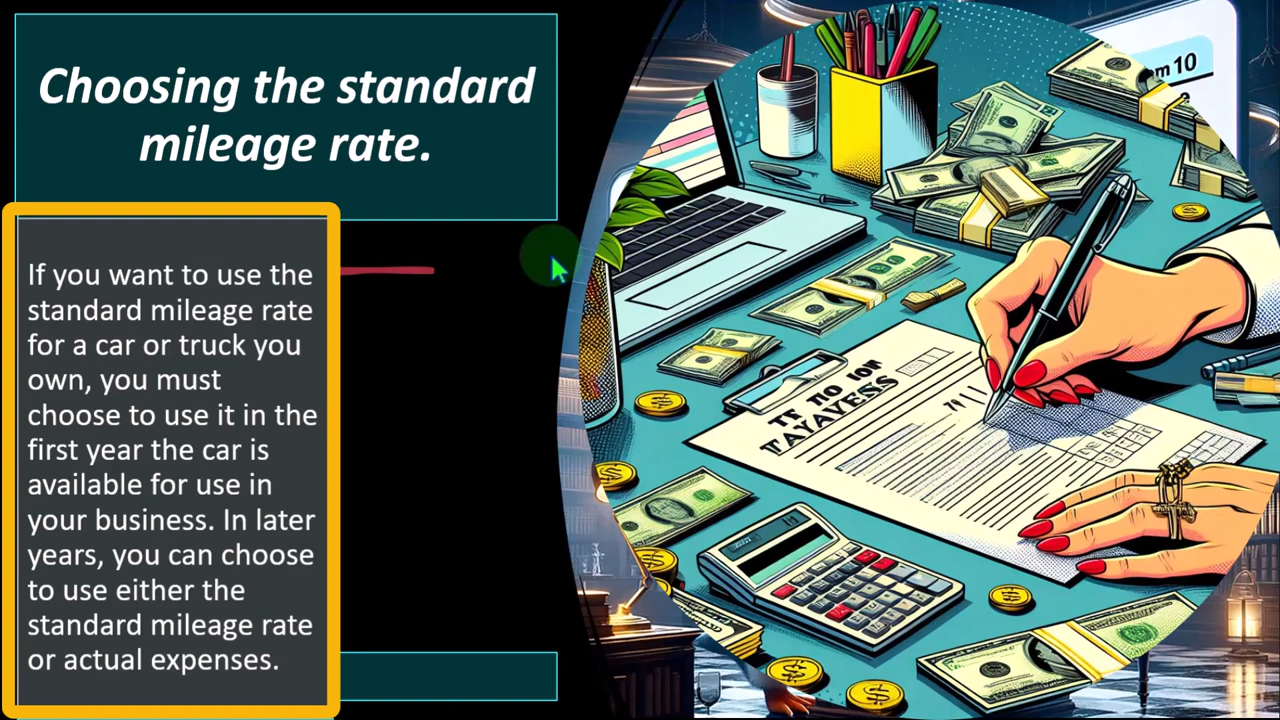 Choosing the standard
mileage rate.
If you want to use the
standard mileage rate
for a car or truck you
own, you must
choose to use it in the
first year the car is
available for use in
your business. In later
years, you can choose
to use either the
standard mileage rate
or actual expenses.
m 10